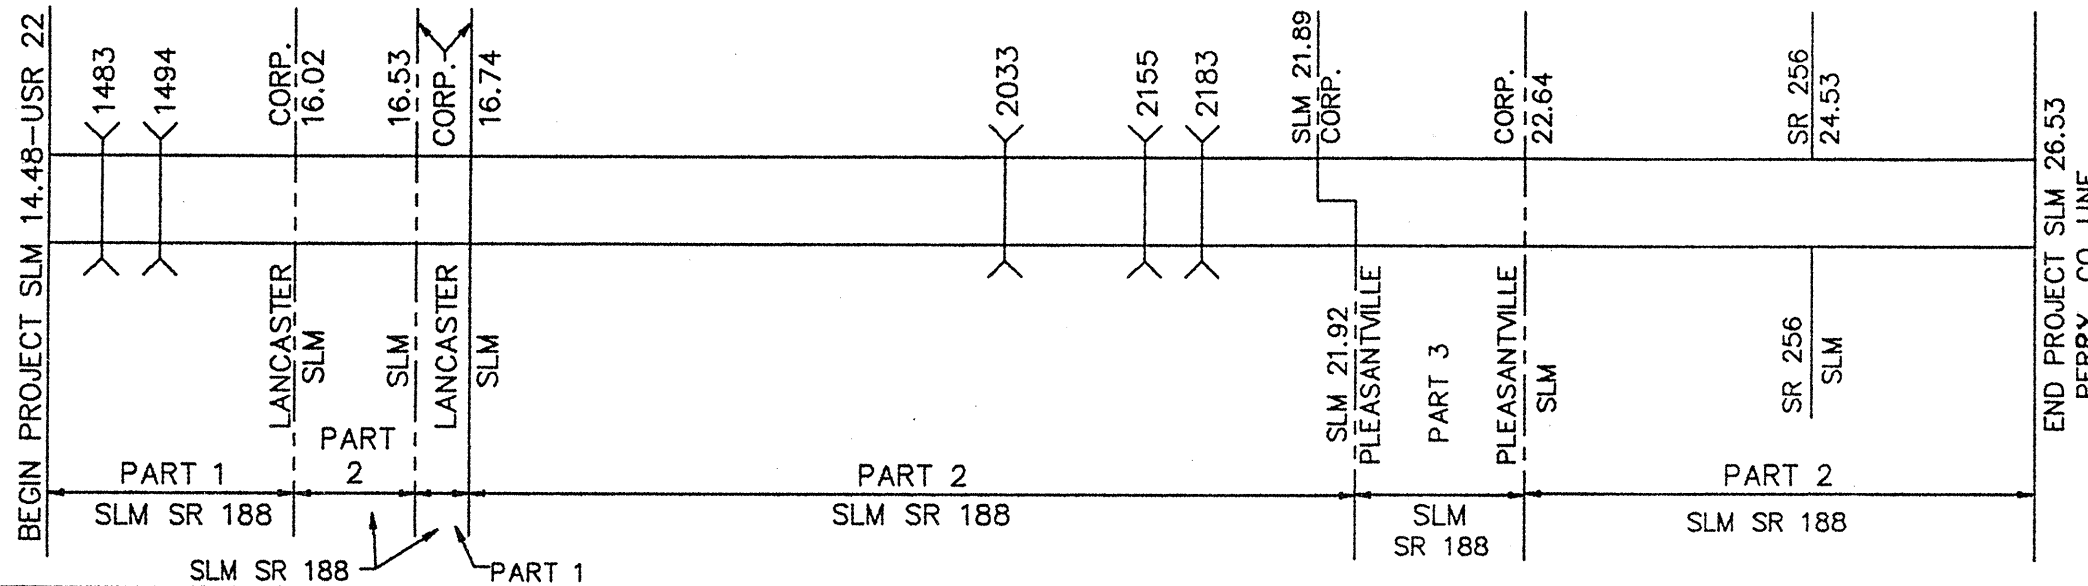 BEGIN PROJECT SLM 14.48-USR 22
1483
1494
CORP.
16.02
16.53
CORP.
16.74
2033
2155
2183
SLM 21.89
CORP.
CORP.
22.64
SR 256
24.53
LANCASTER
SLM
SLM
LANCASTER
SLM
SLM 21.92
PLEASANTVILLE
PART 3
PLEASANTVILLE
SLM
SR 256
SLM
END PROJECT SLM 26.53
PERRY CO. LINE
PART 1
SLM SR 188
PART
2
PART 2
SLM SR 188
SLM
SR 188
PART 2
SLM SR 188
SLM SR 188
PART 1